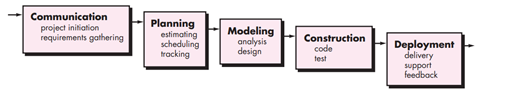 Communication
project initiation
requirements gathering
Planning
estimating
scheduling
tracking
Modeling
analysis
design
Construction
code
test
Deployment
delivery
support
feedback